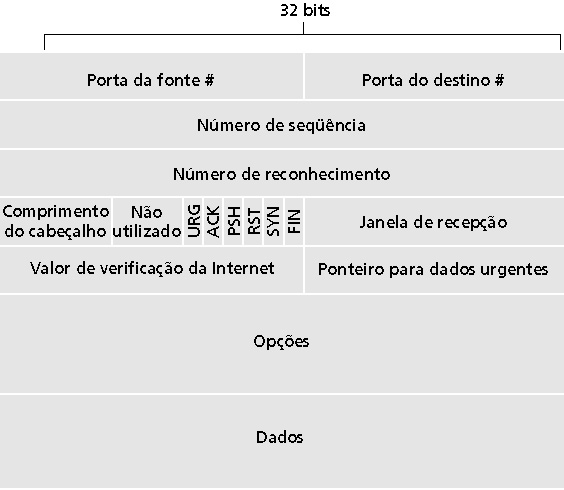 32 bits
Porta da fonte #
Porta do destino #
Número de seqüência
Número de reconhecimento
Comprimento
do cabeçalho
Não
utilizado
URG
ACK
PSH
RST
SYN
FIN
Janela de recepção
Valor de verificação da Internet
Ponteiro para dados urgentes
Opções
Dados